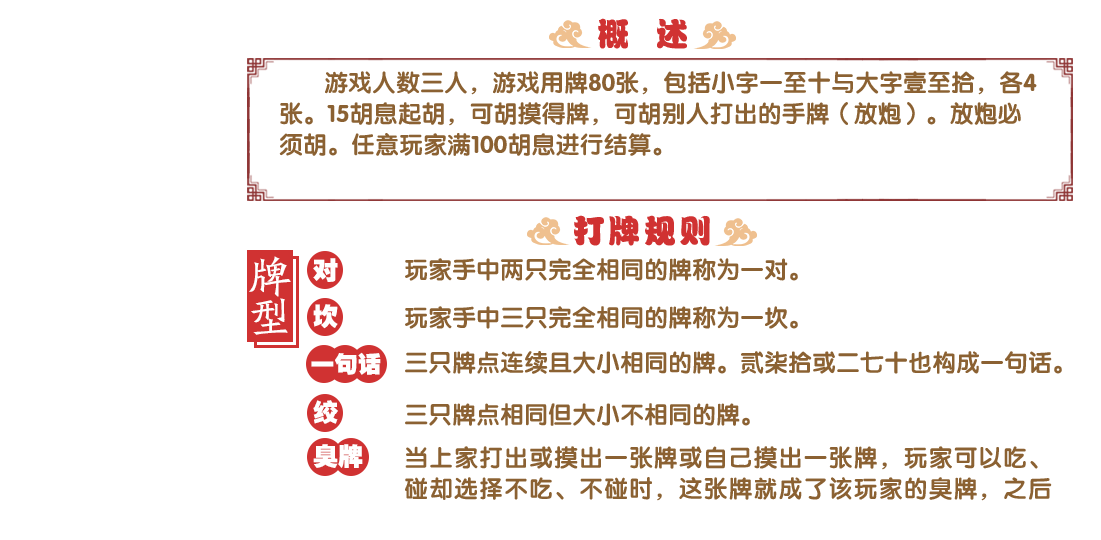 概 述
游戏人数三人，游戏用牌80张，包括小字一至十与大字壹至拾，各4
张。15胡息起胡，可胡摸得牌，可胡别人打出的手牌（放炮）。放炮必
须胡。任意玩家满100胡息进行结算。
打牌规则
牌型
对 玩家手中两只完全相同的牌称为一对。
坎 玩家手中三只完全相同的牌称为一坎。
一句话 三只牌点连续且大小相同的牌。贰柒拾或二七十也构成一句话。
绞 三只牌点相同但大小不相同的牌。
臭牌 当上家打出或摸出一张牌或自己摸出一张牌，玩家可以吃、
碰却选择不吃、不碰时，这张牌就成了该玩家的臭牌，之后